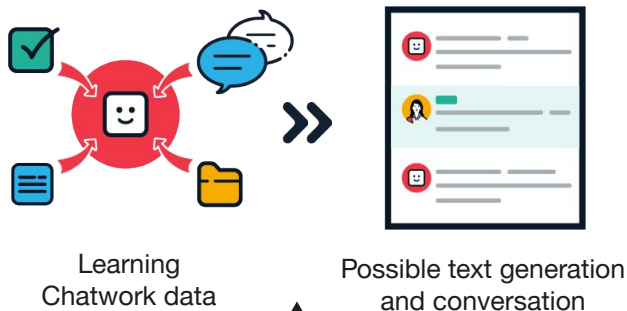 Learning
Chatwork data
Possible text generation
and conversation